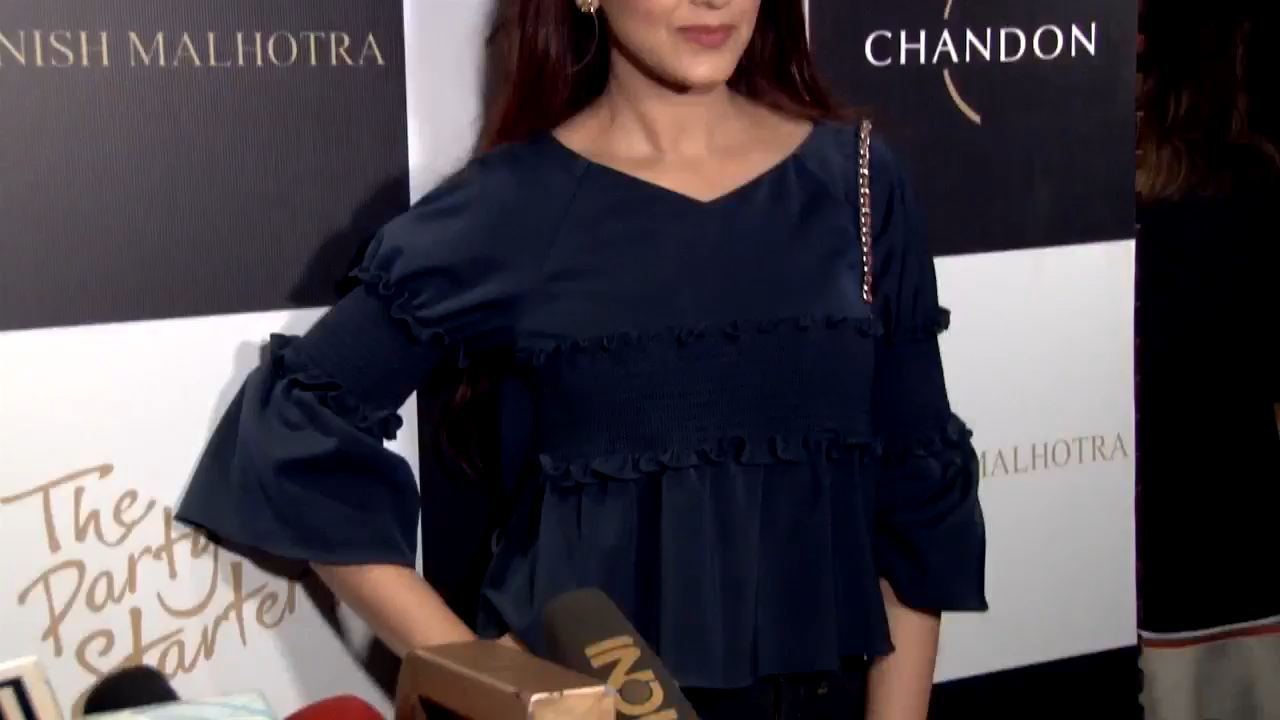 NISH MALHOTRA
CHANDON
MALHOTRA
The
Party
Starter